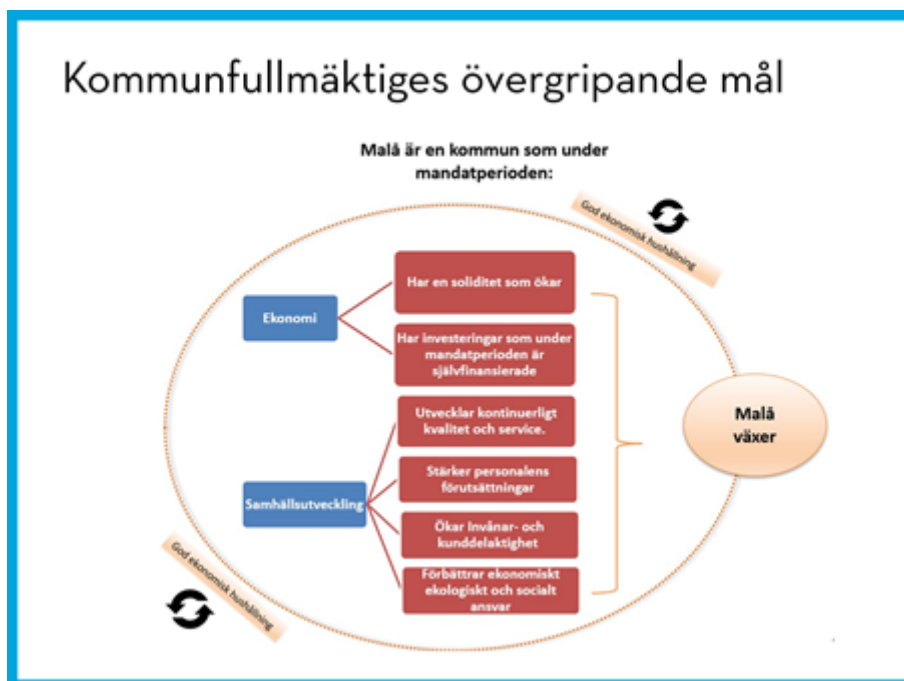 Kommunfullmäktiges övergripande mål
Malå är en kommun som under
mandatperioden:
God ekonomisk hushållning
Har en soliditet som ökar
Ekonomi
Har investeringar som under
mandatperioden är
självfinansierade
Utvecklar kontinuerligt
kvalitet och service.
Malå
växer
Stärker personalens
förutsättningar
Samhällsutveckling
Ökar Invånar- och
kunddelaktighet
Förbättrar ekonomiskt
ekologiskt och socialt
ansvar
God ekonomisk hushållning